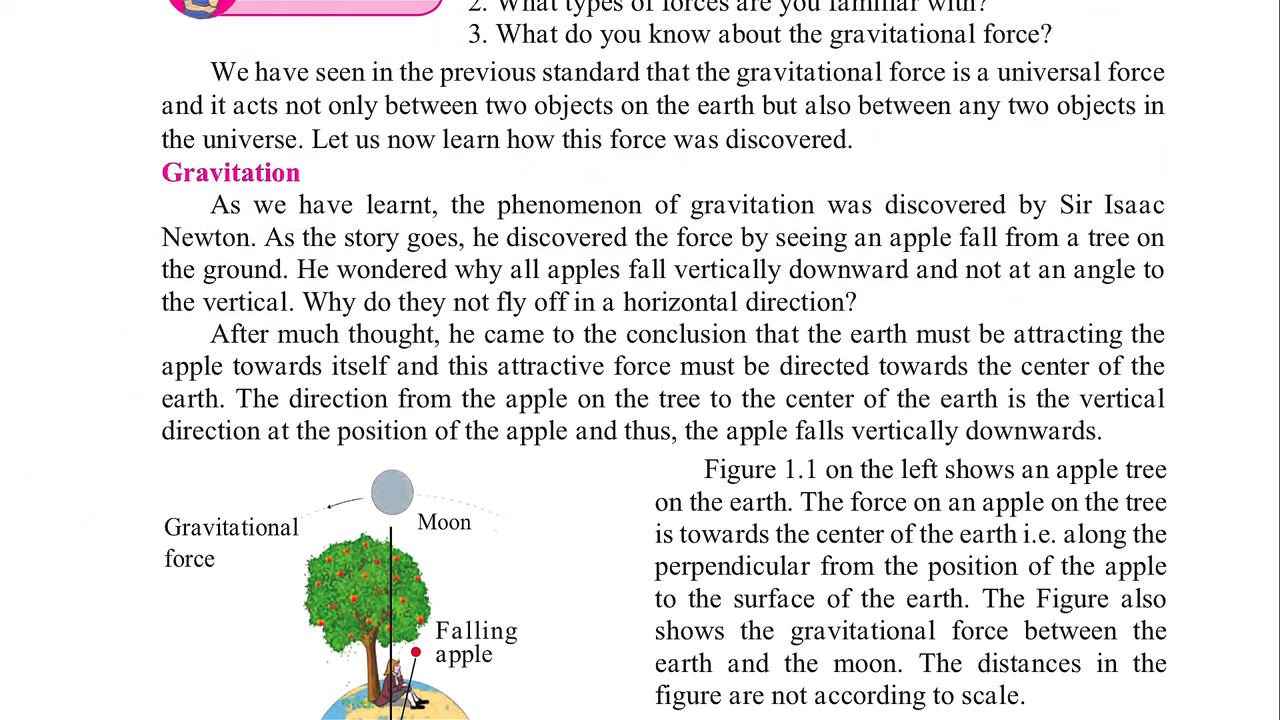 2. What types of forces are you familiar with?
3. What do you know about the gravitational force?
We have seen in the previous standard that the gravitational force is a universal force
and it acts not only between two objects on the earth but also between any two objects in
the universe. Let us now learn how this force was discovered.
Gravitation
As we have learnt, the phenomenon of gravitation was discovered by Sir Isaac
Newton. As the story goes, he discovered the force by seeing an apple fall from a tree on
the ground. He wondered why all apples fall vertically downward and not at an angle to
the vertical. Why do they not fly off in a horizontal direction?
After much thought, he came to the conclusion that the earth must be attracting the
apple towards itself and this attractive force must be directed towards the center of the
earth. The direction from the apple on the tree to the center of the earth is the vertical
direction at the position of the apple and thus, the apple falls vertically downwards.
Gravitational
force
Moon
Falling
apple
Figure 1.1 on the left shows an apple tree
on the earth. The force on an apple on the tree
is towards the center of the earth i.e. along the
perpendicular from the position of the apple
to the surface of the earth. The Figure also
shows the gravitational force between the
earth and the moon. The distances in the
figure are not according to scale.